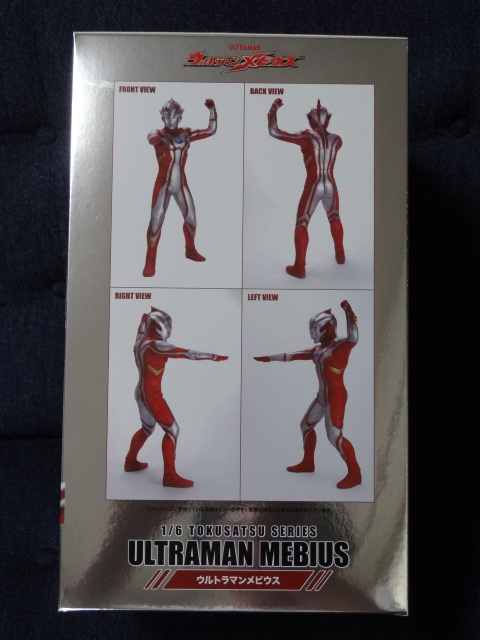 ULTRAMAN
ウルトラマンメビウス
FRONT VIEW
BACK VIEW
RIGHT VIEW
LEFT VIEW
1/6 TOKUSATSU SERIES
ULTRAMAN MEBIUS
ウルトラマンメビウス